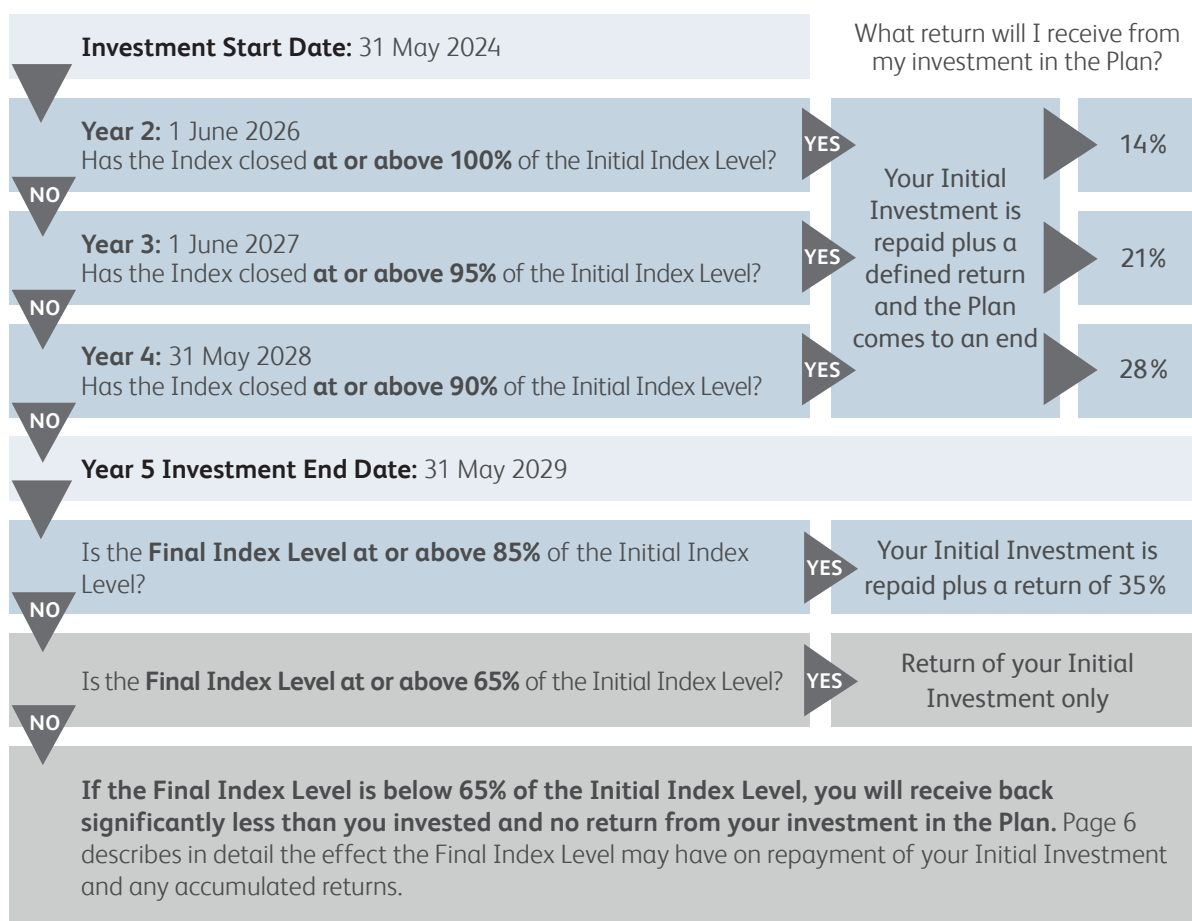 Investment Start Date: 31 May 2024
What return will I receive from
my investment in the Plan?
Year 2: 1 June 2026
Has the Index closed at or above 100% of the Initial Index Level?
YES
14%
NO
Year 3: 1 June 2027
Has the Index closed at or above 95% of the Initial Index Level?
YES
21%
NO
Year 4: 31 May 2028
Has the Index closed at or above 90% of the Initial Index Level?
YES
28%
Your Initial
Investment is
repaid plus a
defined return
and the Plan
comes to an end
NO
Year 5 Investment End Date: 31 May 2029
Is the Final Index Level at or above 85% of the Initial Index
Level?
YES
Your Initial Investment is
repaid plus a return of 35%
NO
Is the Final Index Level at or above 65% of the Initial Index Level?
YES
Return of your Initial
Investment only
NO
If the Final Index Level is below 65% of the Initial Index Level, you will receive back
significantly less than you invested and no return from your investment in the Plan. Page 6
describes in detail the effect the Final Index Level may have on repayment of your Initial Investment
and any accumulated returns.